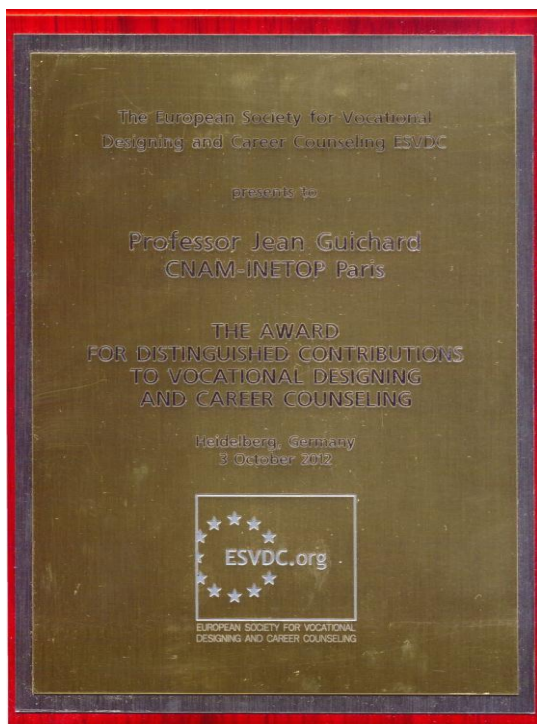 The European Society for Vocational
Designing and Career Counseling ESVDC
presents to
Professor Jean Guichard
CNAM-INETOP Paris
THE AWARD
FOR DISTINGUISHED CONTRIBUTIONS
TO VOCATIONAL DESIGNING
AND CAREER COUNSELING
Heidelberg, Germany
3 October 2012
ESVDC.org
EUROPEAN SOCIETY FOR VOCATIONAL
DESIGNING AND CAREER COUNSELING